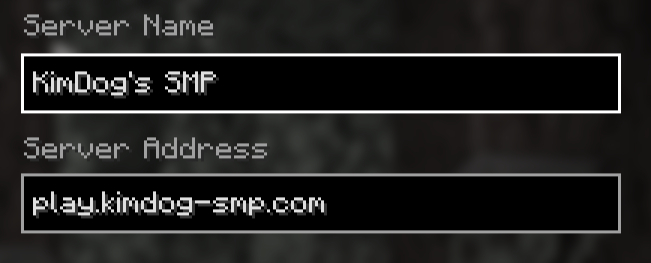 Server Name
KimDog's SMP
Server Address
play.kimdog-smp.com